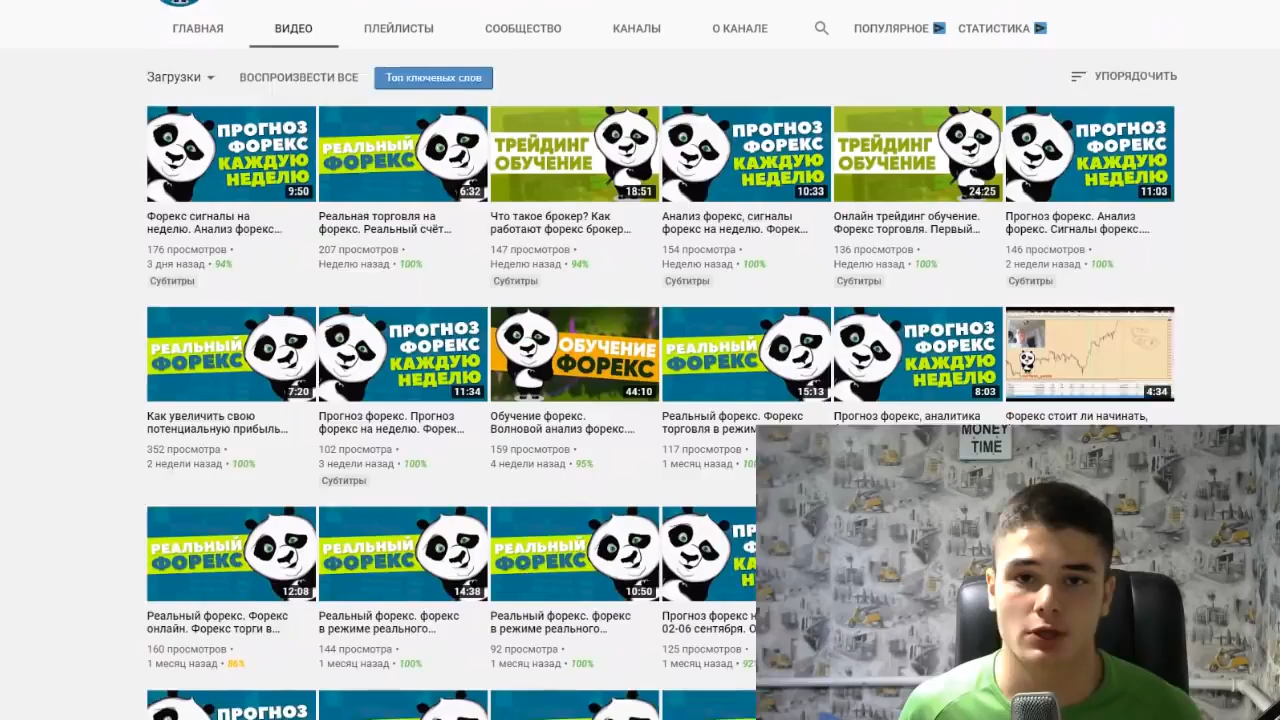 ГЛАВНАЯ ВИДЕО ПЛЕЙЛИСТЫ СООБЩЕСТВО КАНАЛЫ О КАНАЛЕ ПОПУЛЯРНОЕ СТАТИСТИКА
Загрузки ВОСПРОИЗВЕСТИ ВСЕ Топ ключевых слов УПОРЯДОЧИТЬ
ПРОГНОЗ
ФОРЕКС
КАЖДУЮ
НЕДЕЛЮ
9:50
Форекс сигналы на
неделю. Анализ форекс...
176 просмотров •
3 дня назад • 94%
Субтитры
РЕАЛЬНЫЙ
ФОРЕКС
6:32
Реальная торговля на
форекс. Реальный счёт...
207 просмотров •
Неделю назад • 100%
ТРЕЙДИНГ
ОБУЧЕНИЕ
18:51
Что такое брокер? Как
работают форекс брокер...
147 просмотров •
Неделю назад • 94%
Субтитры
ПРОГНОЗ
ФОРЕКС
КАЖДУЮ
НЕДЕЛЮ
10:33
Анализ форекс, сигналы
форекс на неделю. Форек...
154 просмотра •
Неделю назад • 100%
Субтитры
ТРЕЙДИНГ
ОБУЧЕНИЕ
24:25
Онлайн трейдинг обучение.
Форекс торговля. Первый...
136 просмотров •
Неделю назад • 100%
Субтитры
ПРОГНОЗ
ФОРЕКС
КАЖДУЮ
НЕДЕЛЮ
11:03
Прогноз форекс. Анализ
форекс. Сигналы форекс....
146 просмотров •
2 недели назад • 100%
Субтитры
РЕАЛЬНЫЙ
ФОРЕКС
7:20
Как увеличить свою
потенциальную прибыль...
352 просмотра •
2 недели назад • 100%
ПРОГНОЗ
ФОРЕКС
КАЖДУЮ
НЕДЕЛЮ
11:34
Прогноз форекс. Прогноз
форекс на неделю. Форек...
102 просмотра •
3 недели назад • 100%
Субтитры
ОБУЧЕНИЕ
ФОРЕКС
44:10
Обучение форекс.
Волновой анализ форекс....
159 просмотров •
4 недели назад • 95%
РЕАЛЬНЫЙ
ФОРЕКС
15:13
Реальный форекс. Форекс
торговля в режим
117 просмотров
1 месяц назад • 10
ПРОГНОЗ
ФОРЕКС
КАЖДУЮ
НЕДЕЛЮ
8:03
Прогноз форекс, аналитика
4:34
Форекс стоит ли начинать,
MONEY
TIME
РЕАЛЬНЫЙ
ФОРЕКС
12:08
Реальный форекс. Форекс
онлайн. Форекс торги в...
160 просмотров •
1 месяц назад • 86%
РЕАЛЬНЫЙ
ФОРЕКС
14:38
Реальный форекс. форекс
в режиме реального...
144 просмотра •
1 месяц назад • 100%
РЕАЛЬНЫЙ
ФОРЕКС
10:50
Реальный форекс. форекс
в режиме реального...
92 просмотра •
1 месяц назад • 100%
ПР
ФО
КА
Н
Прогноз форекс н
02-06 сентября. О
125 просмотров •
1 месяц назад • 92
ПРОГНОЗ